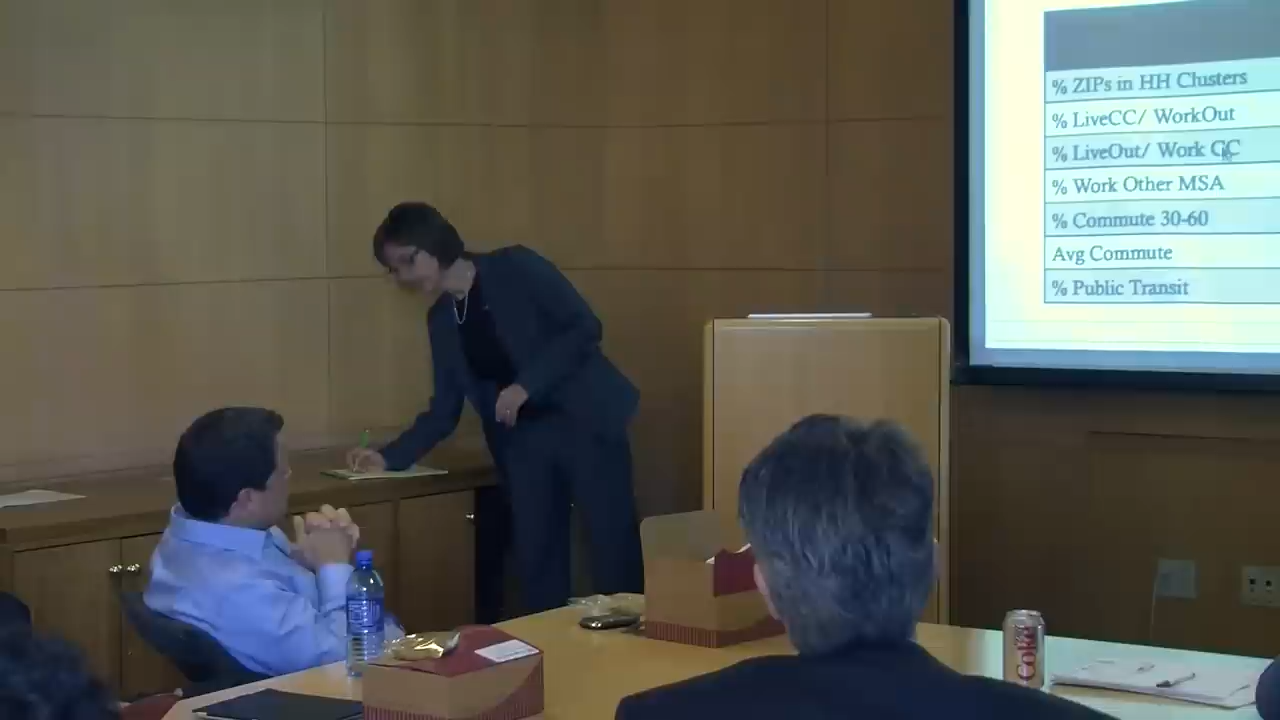 % ZIPs in HH Clusters
% LiveCC/ WorkOut
% LiveOut/ Work CC
% Work Other MSA
% Commute 30-60
Avg Commute
% Public Transit
Coke